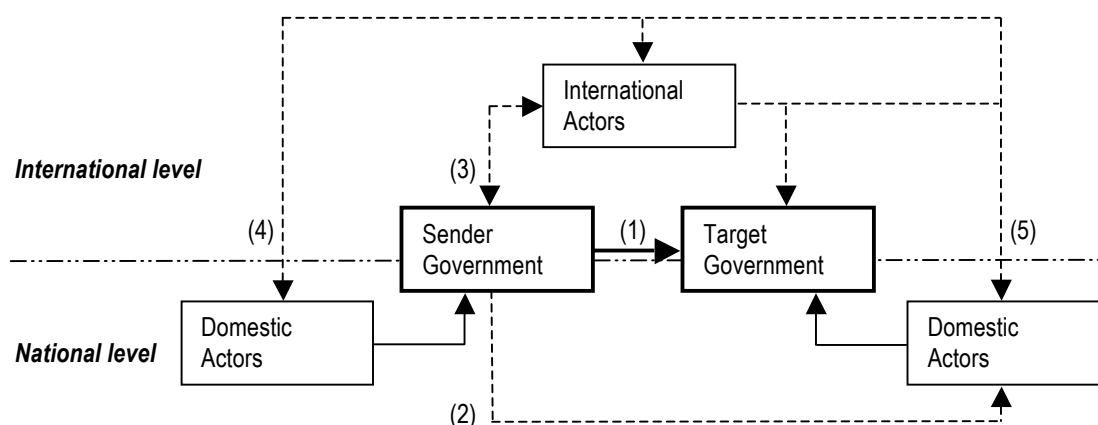 International
Actors
International level
(3)
(4)
Sender
Government
(1)
Target
Government
(5)
Domestic
Actors
National level
Domestic
Actors
(2)